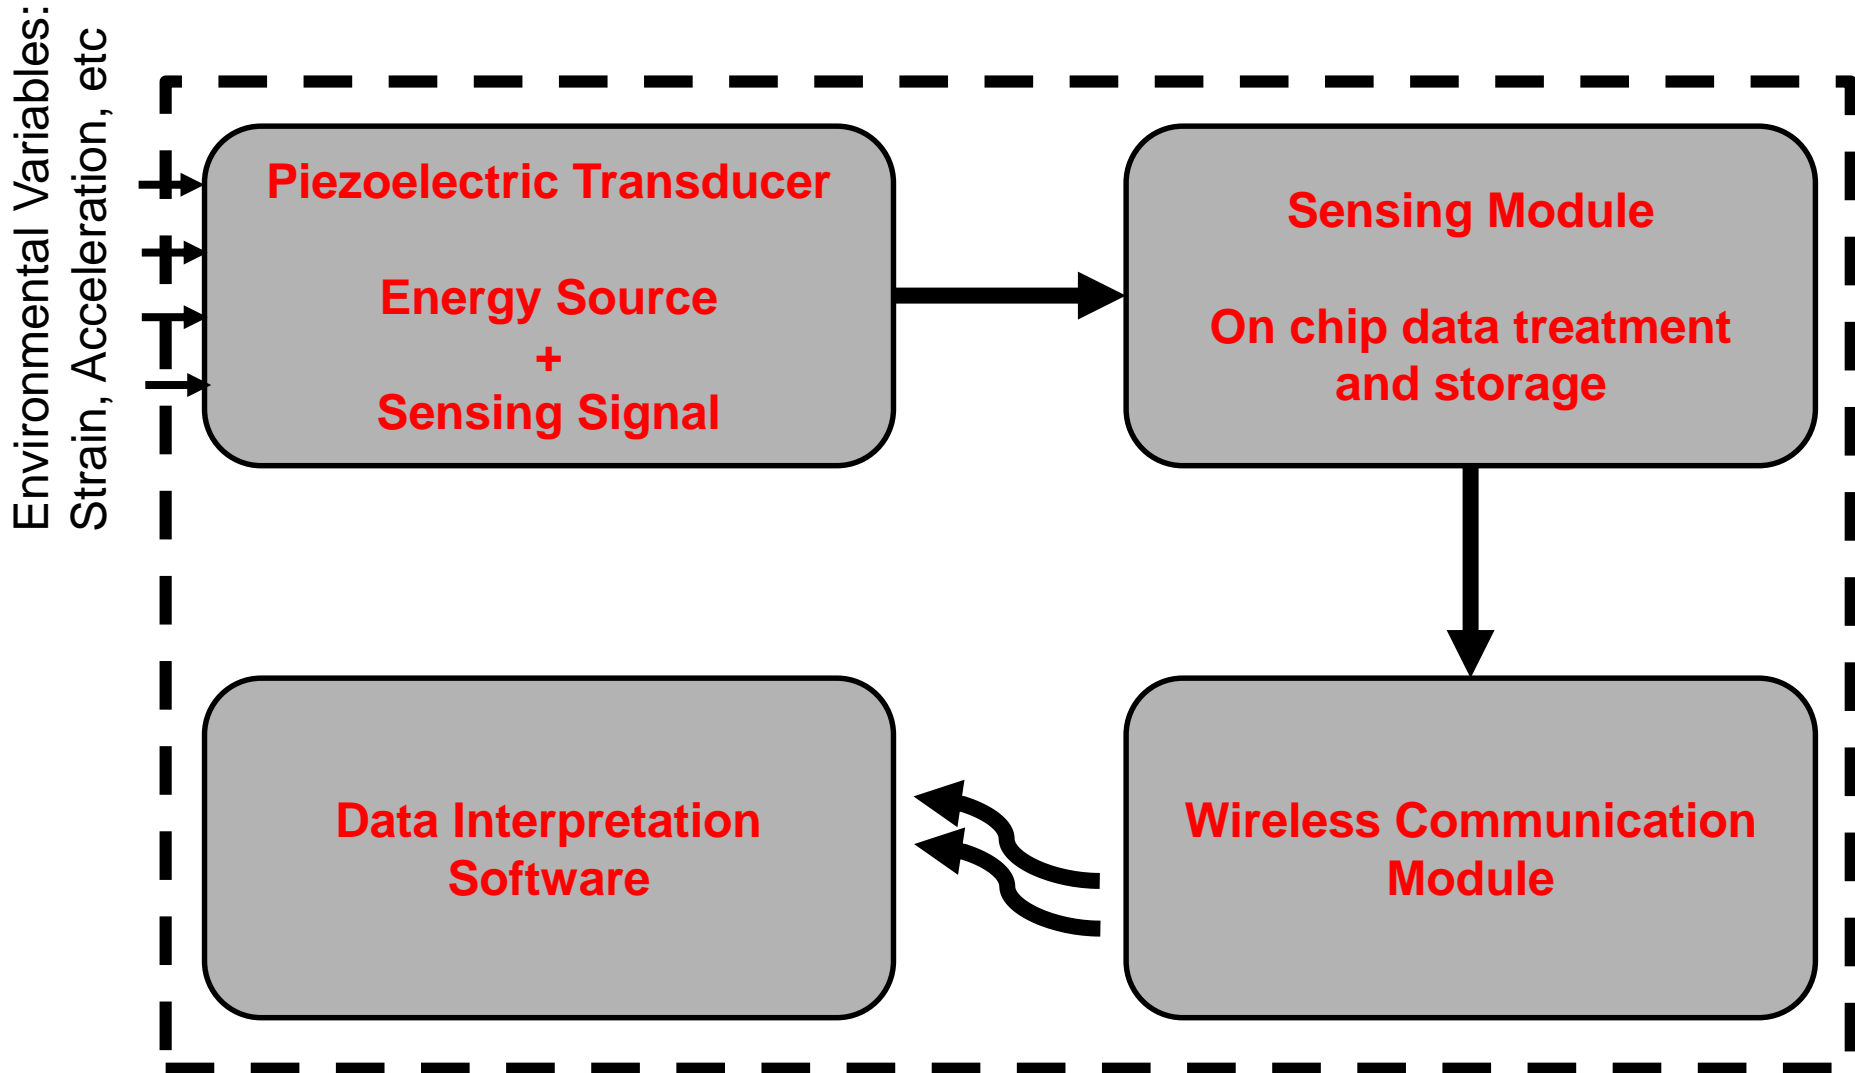 Environmental Variables:
Strain, Acceleration, etc
Piezoelectric Transducer
Energy Source
+
Sensing Signal
Sensing Module
On chip data treatment
and storage
Data Interpretation
Software
Wireless Communication
Module